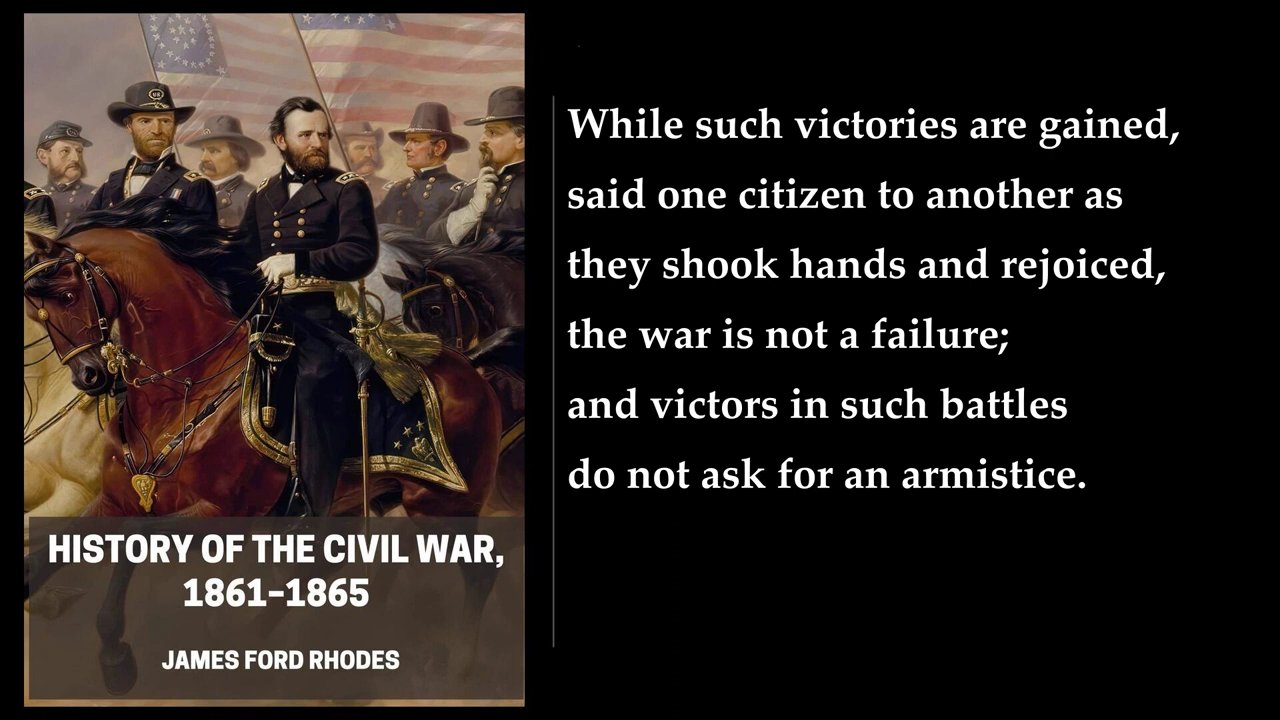 HISTORY OF THE CIVIL WAR,
1861–1865
JAMES FORD RHODES
While such victories are gained,
said one citizen to another as
they shook hands and rejoiced,
the war is not a failure;
and victors in such battles
do not ask for an armistice.